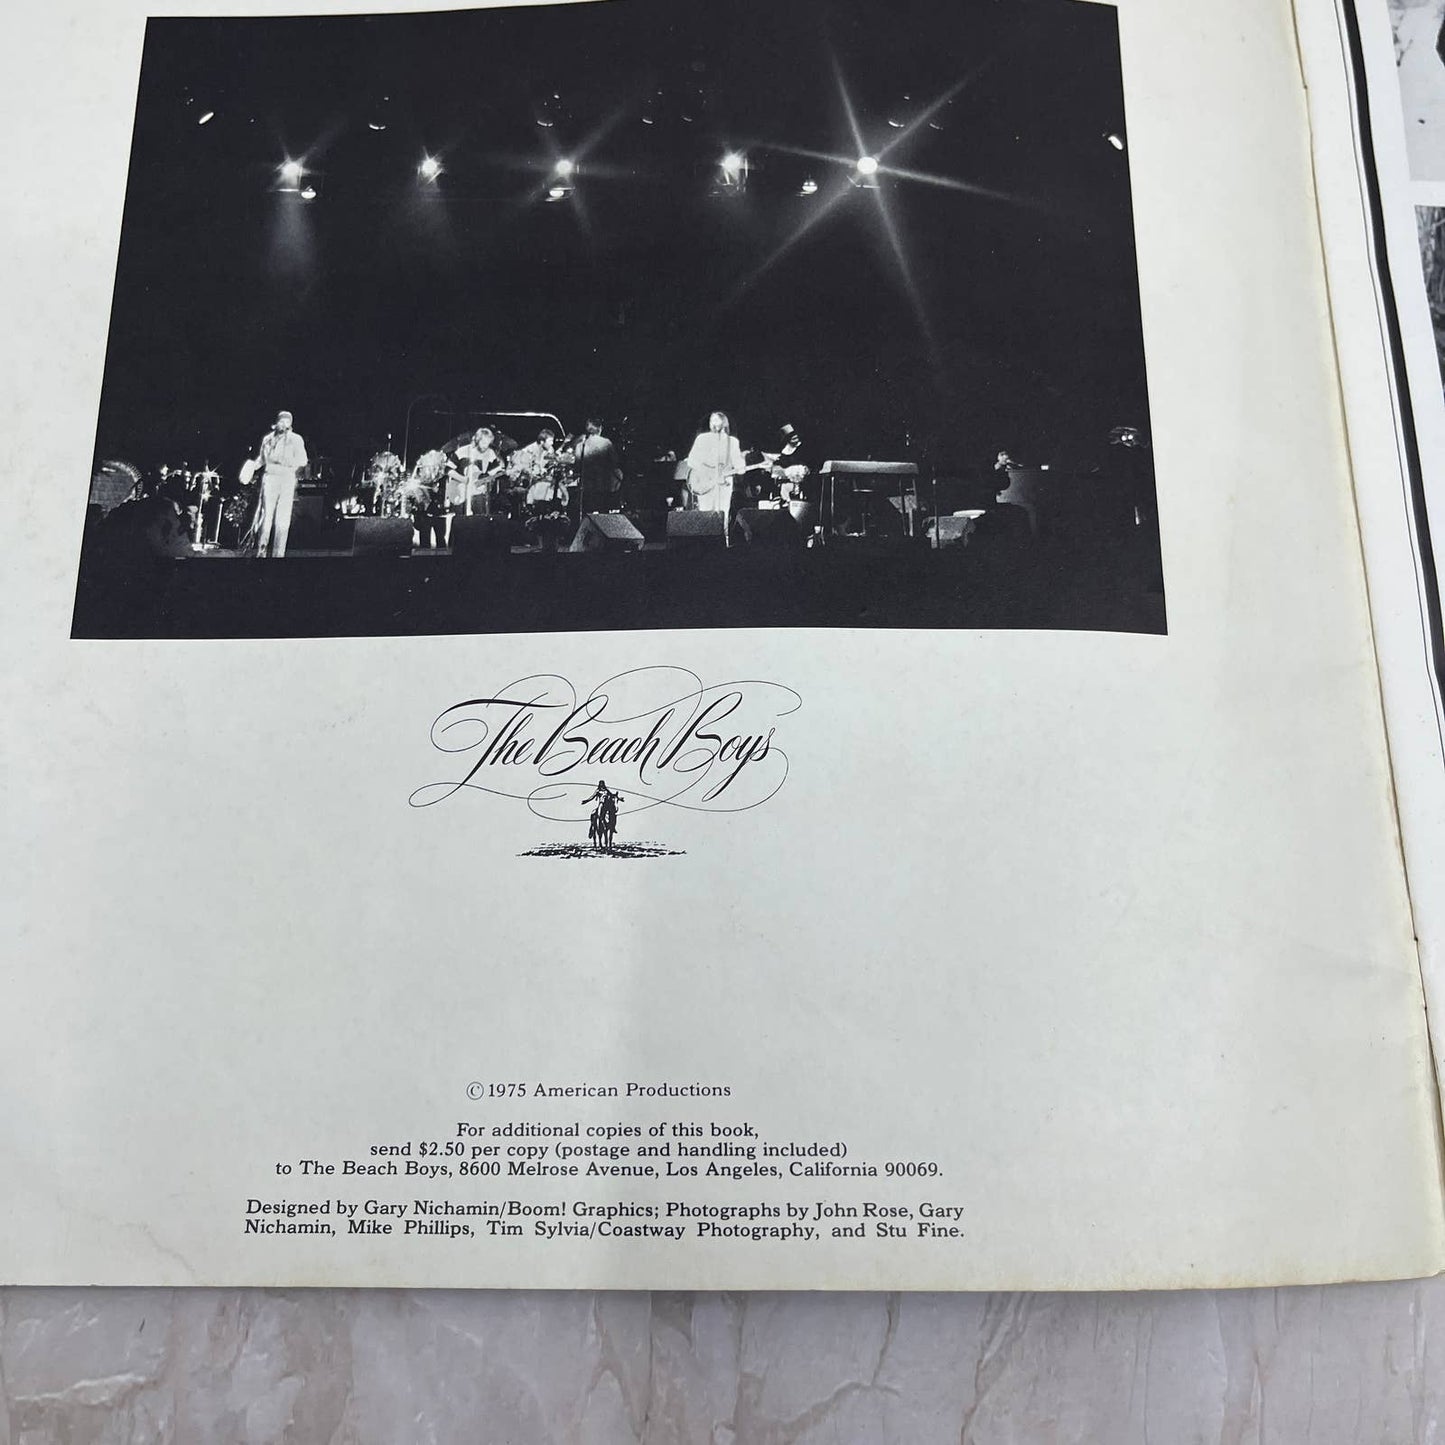 The Beach Boys
© 1975 American Productions
For additional copies of this book,
send $2.50 per copy (postage and handling included)
to The Beach Boys, 8600 Melrose Avenue, Los Angeles, California 90069.
Designed by Gary Nichamin/Boom! Graphics; Photographs by John Rose, Gary
Nichamin, Mike Phillips, Tim Sylvia/Coastway Photography, and Stu Fine.